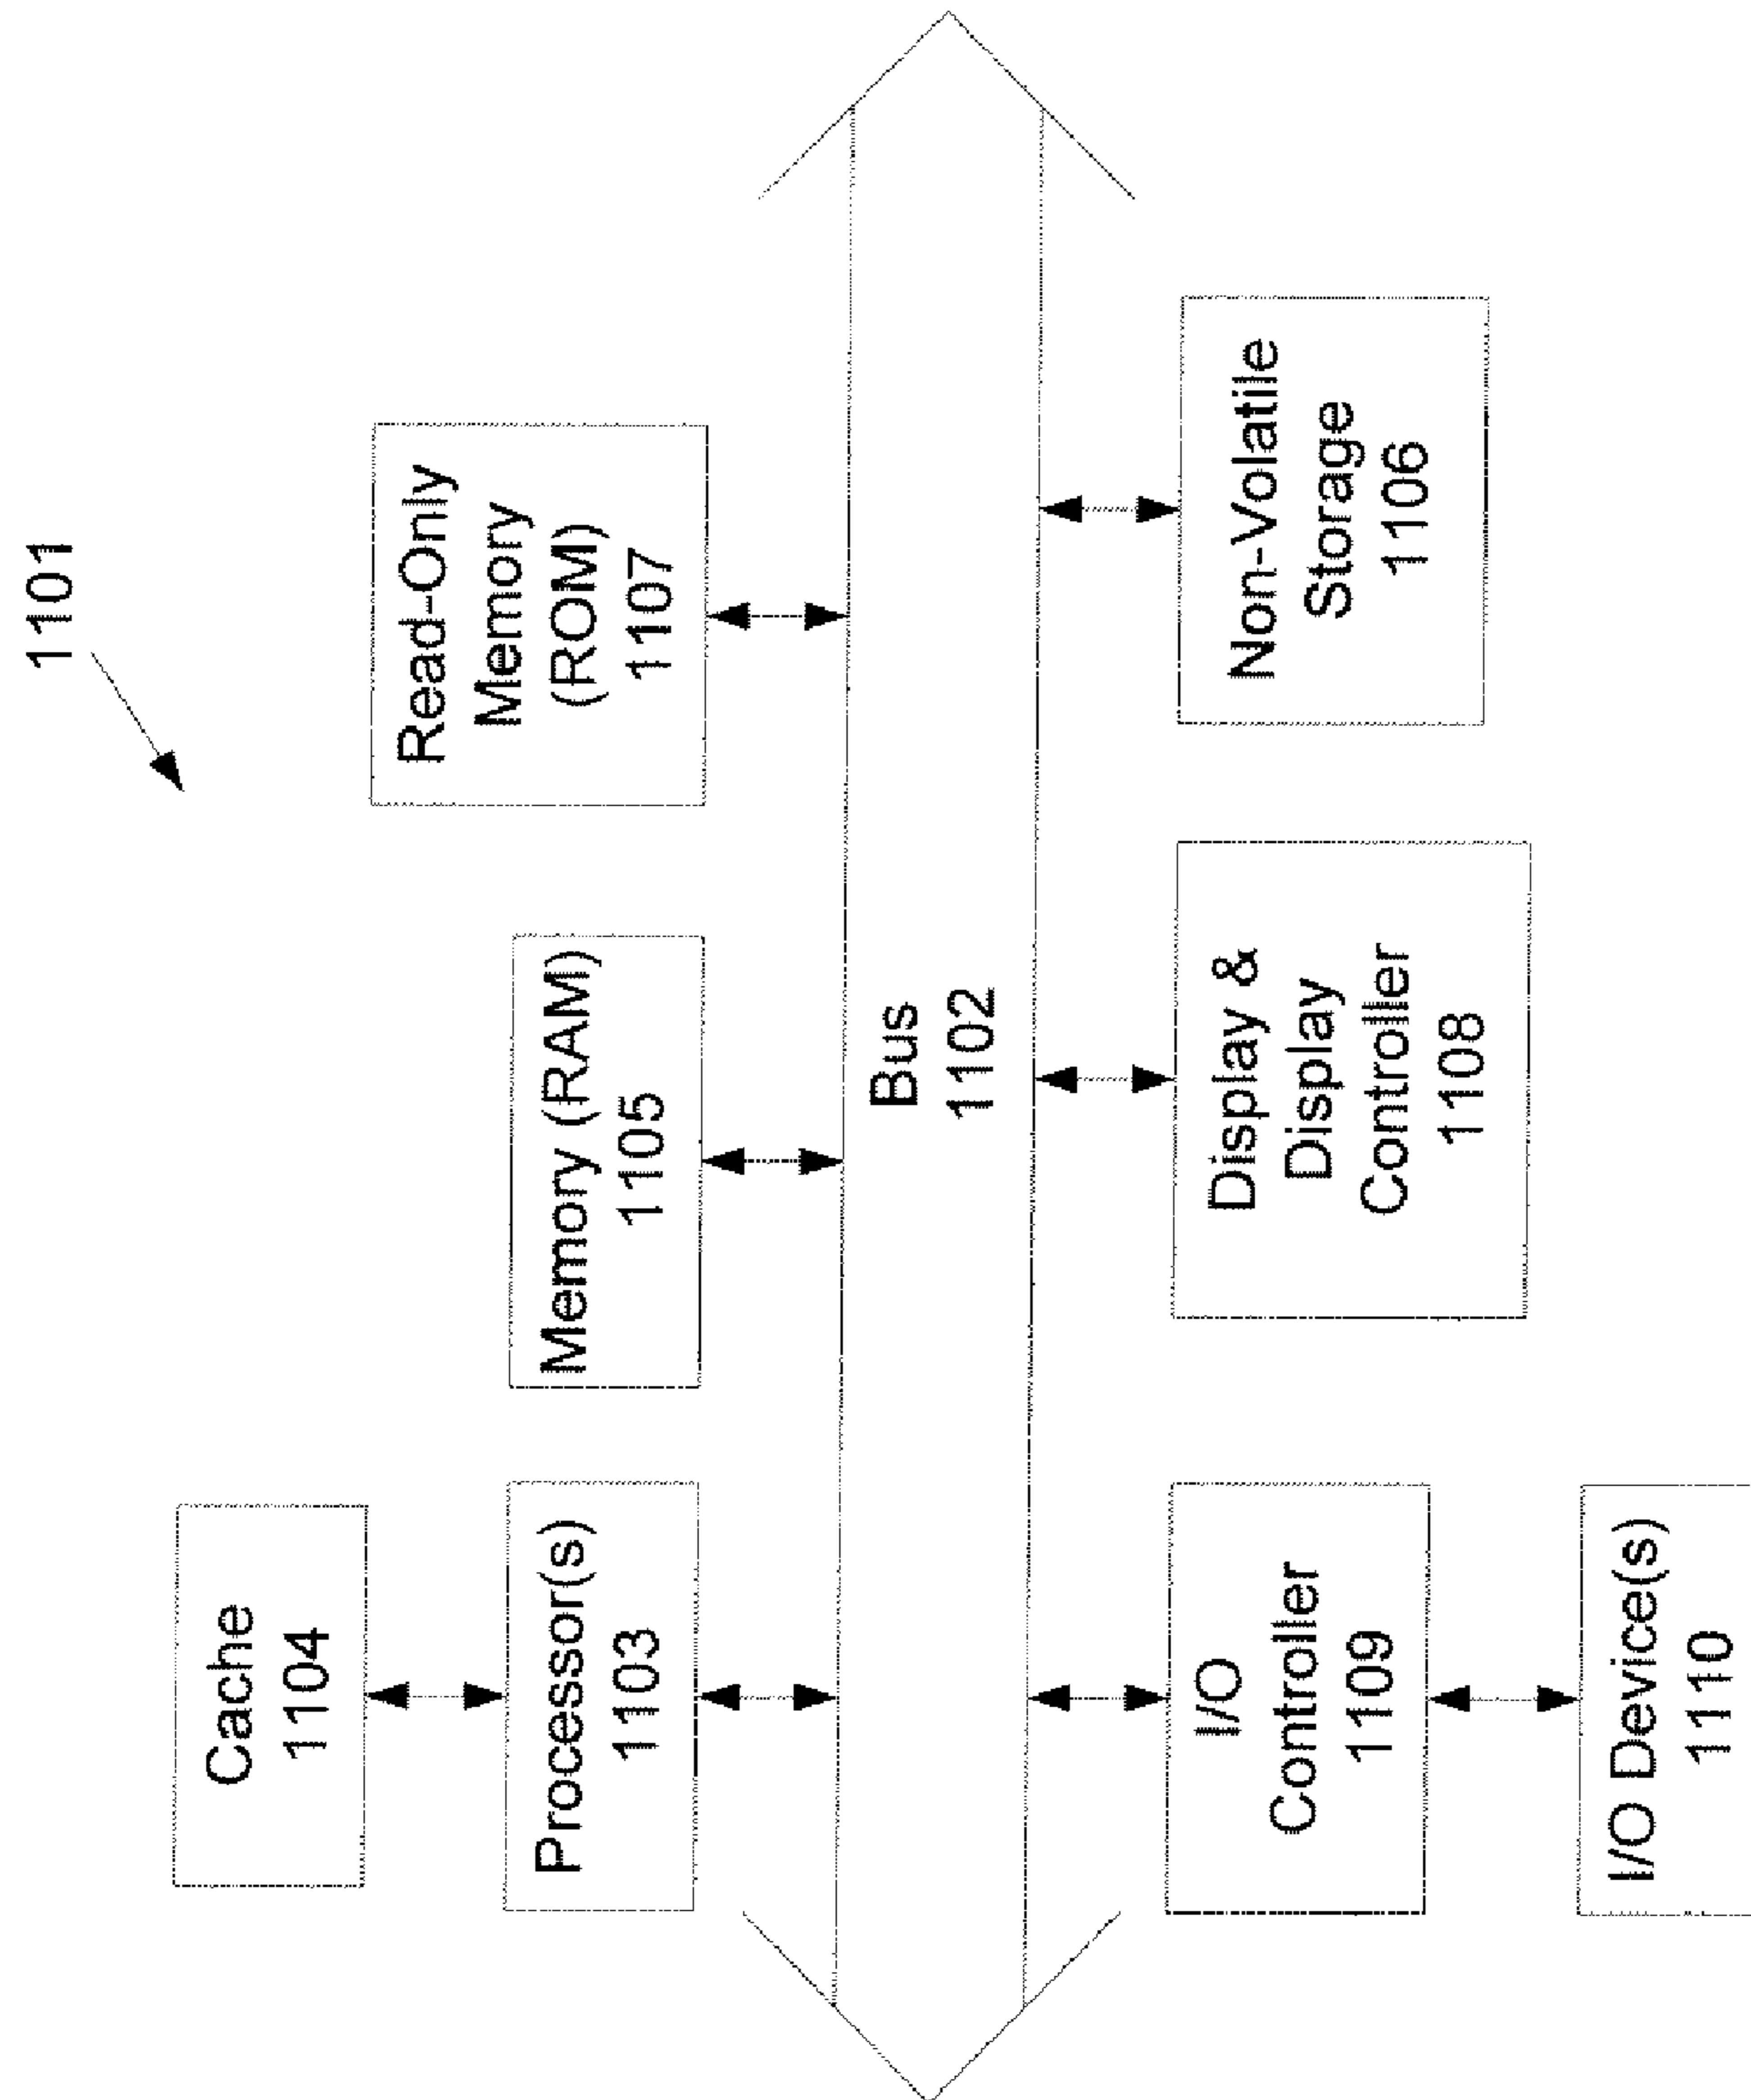 1101
Cache
1104
Processor(s)
1103
Memory (RAM)
1105
Read-Only
Memory
(ROM)
1107
Bus
1102
I/O
Controller
1109
Display &
Display
Controller
1108
Non-Volatile
Storage
1106
I/O Device(s)
1110